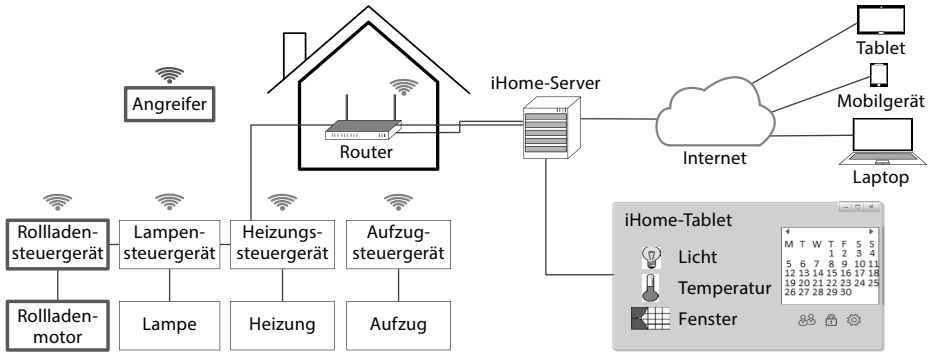 Tablet
iHome-Server
Angreifer
Mobilgerät
Router
Internet
Laptop
Rollladen-
steuergerät
Lampen-
steuergerät
Heizungs-
steuergerät
Aufzug-
steuergerät
Rollladen-
motor
Lampe
Heizung
Aufzug
iHome-Tablet
Licht
Temperatur
Fenster
M T W T F S S
1 2 3 4
5 6 7 8 9 10 11
12 13 14 15 16 17 18
19 20 21 22 23 24 25
26 27 28 29 30